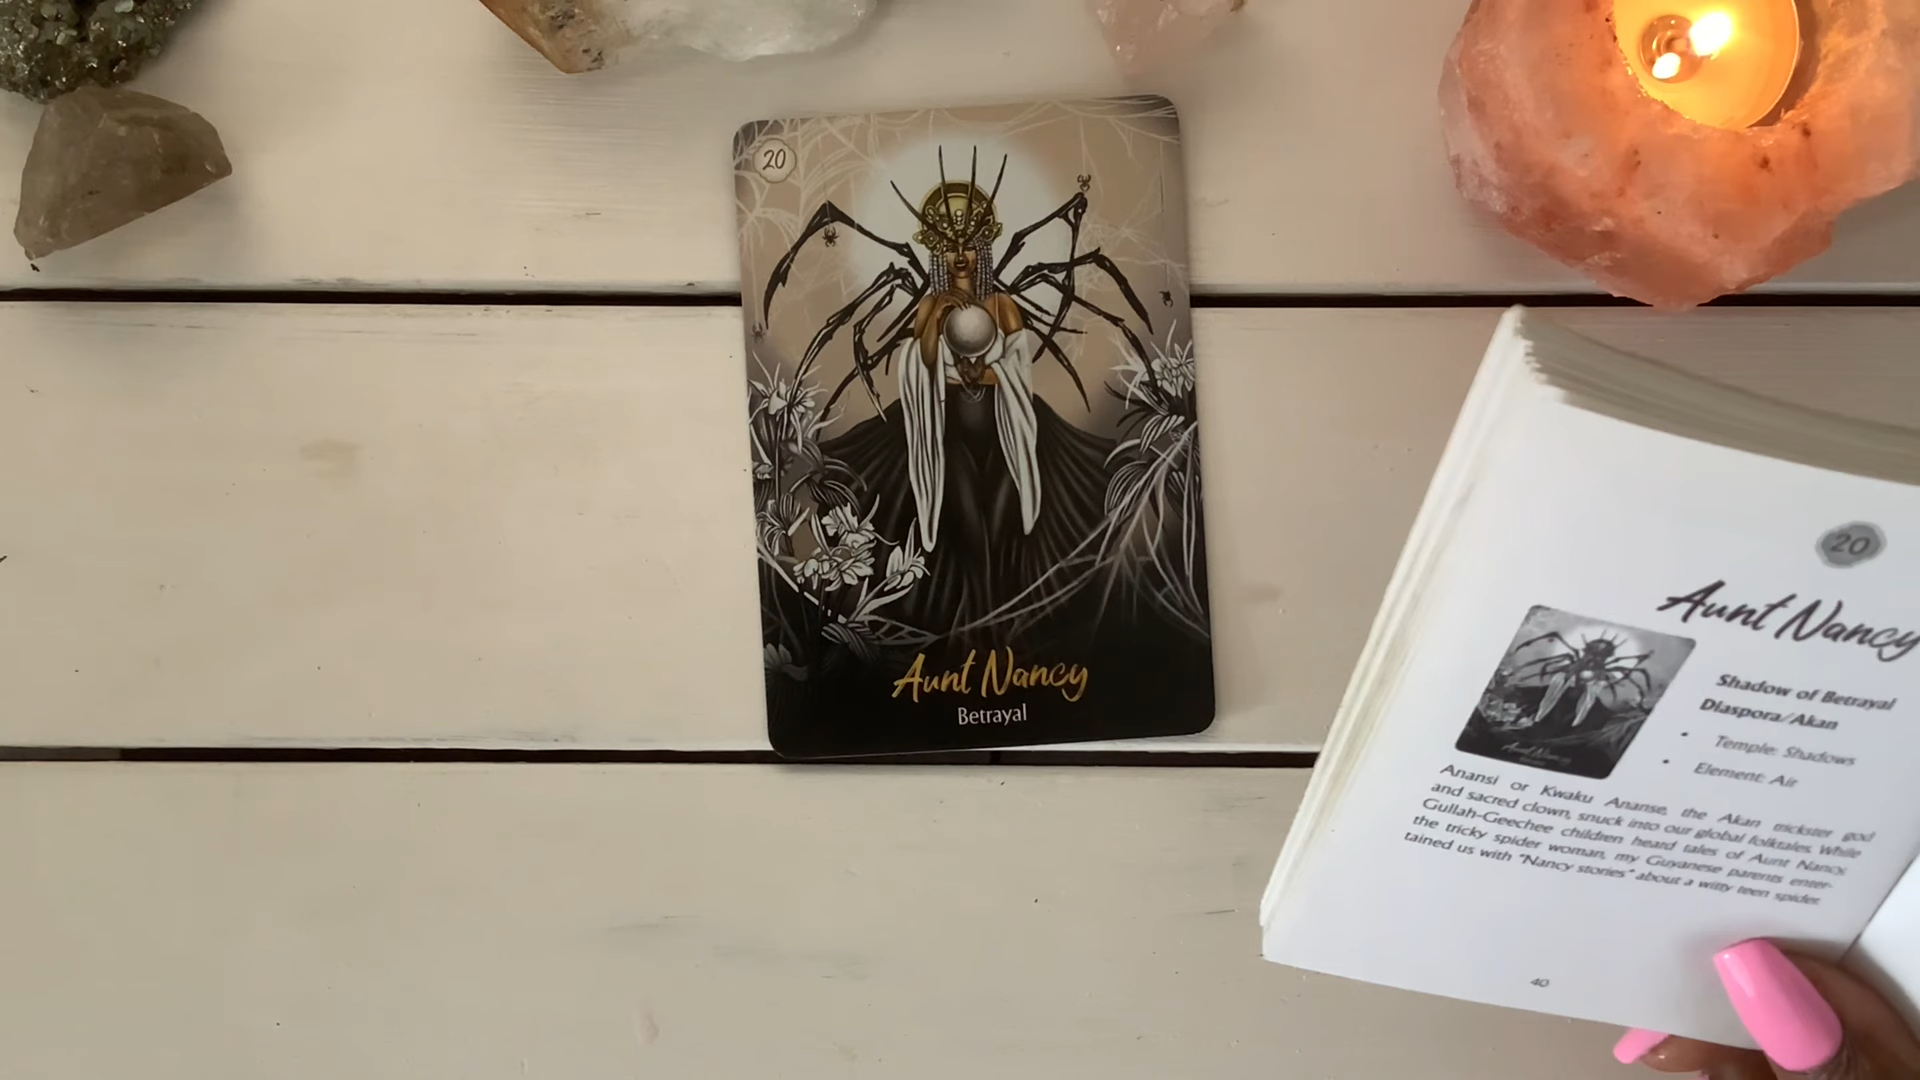 20
Aunt Nancy
Betrayal
20
Aunt Nancy
Shadow of Betrayal
Diaspora/Akan
• Temple: Shadows
• Element: Air
Aunt Nancy
Anansi or Kwaku Ananse, the Akan trickster god
and sacred clown, snuck into our global folktales. While
Gullah-Geechee children heard tales of Aunt Nancy,
the tricky spider woman, my Guyanese parents enter-
tained us with "Nancy stories" about a witty teen spider.
40